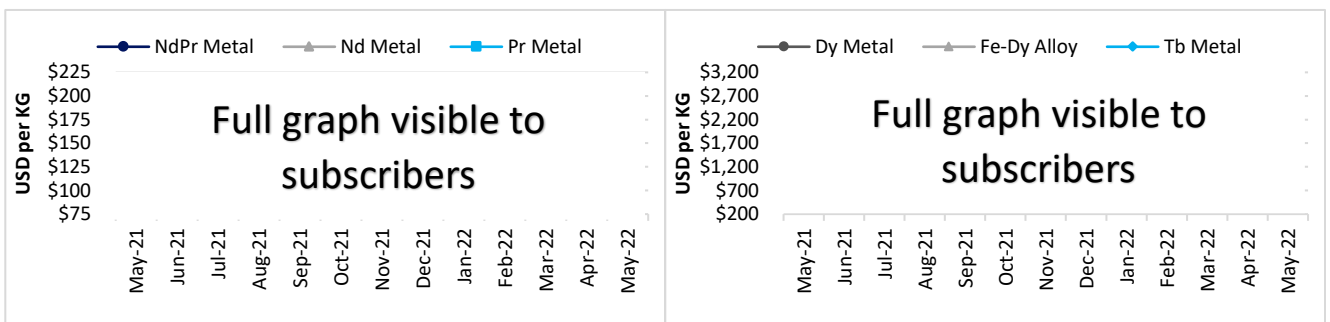 NdPr Metal Nd Metal Pr Metal
USD per KG
$225
$200
$175
$150
$125
$100
$75
Full graph visible to
subscribers
May-21
Jun-21
Jul-21
Aug-21
Sep-21
Oct-21
Nov-21
Dec-21
Jan-22
Feb-22
Mar-22
Apr-22
May-22
Dy Metal Fe-Dy Alloy Tb Metal
USD per KG
$3,200
$2,700
$2,200
$1,700
$1,200
$700
$200
Full graph visible to
subscribers
May-21
Jun-21
Jul-21
Aug-21
Sep-21
Oct-21
Nov-21
Dec-21
Jan-22
Feb-22
Mar-22
Apr-22
May-22